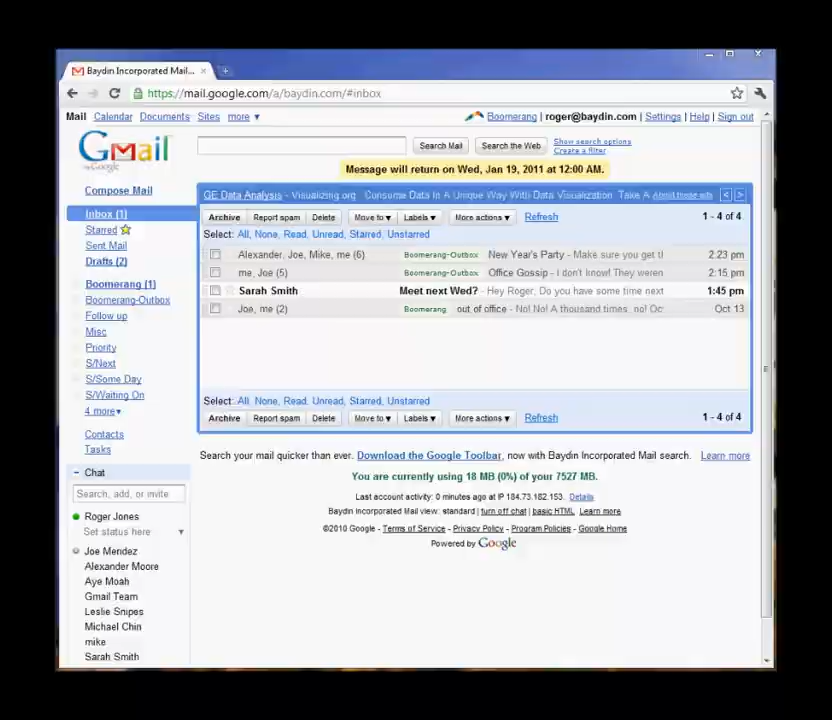 Baydin Incorporated Mail...
https://mail.google.com/a/baydin.com/#inbox
Mail Calendar Documents Sites more ▼ Boomerang | roger@baydin.com | Settings | Help | Sign out
Gmail
by Google
Search Mail Search the Web Show search options
Create a filter
Message will return on Wed, Jan 19, 2011 at 12:00 AM.
Compose Mail
Inbox (1)
Starred
Sent Mail
Drafts (2)
Boomerang (1)
Boomerang-Outbox
Follow up
Misc
Priority
S/Next
S/Some Day
S/Waiting On
4 more▼
Contacts
Tasks
GE Data Analysis - Visualizing.org - Consume Data In A Unique Way With Data Visualization. Take A About these ads < >
Archive Report spam Delete Move to▼ Labels▼ More actions▼ Refresh 1 - 4 of 4
Select: All, None, Read, Unread, Starred, Unstarred
Alexander, Joe, Mike, me (6) Boomerang-Outbox New Year's Party - Make sure you get tl 2:23 pm
me, Joe (5) Boomerang-Outbox Office Gossip - I don't know! They weren 2:15 pm
Sarah Smith Meet next Wed? - Hey Roger, Do you have some time next 1:45 pm
Joe, me (2) Boomerang out of office - No! No! A thousand times, no! Oc Oct 13
Select: All, None, Read, Unread, Starred, Unstarred
Archive Report spam Delete Move to▼ Labels▼ More actions▼ Refresh 1 - 4 of 4
Search your mail quicker than ever. Download the Google Toolbar, now with Baydin Incorporated Mail search. Learn more
You are currently using 18 MB (0%) of your 7527 MB.
Last account activity: 0 minutes ago at IP 184.73.182.153. Details
Baydin Incorporated Mail view: standard | turn off chat | basic HTML Learn more
©2010 Google - Terms of Service - Privacy Policy - Program Policies - Google Home
Powered by Google
− Chat
Search, add, or invite
Roger Jones
Set status here ▼
Joe Mendez
Alexander Moore
Aye Moah
Gmail Team
Leslie Snipes
Michael Chin
mike
Sarah Smith